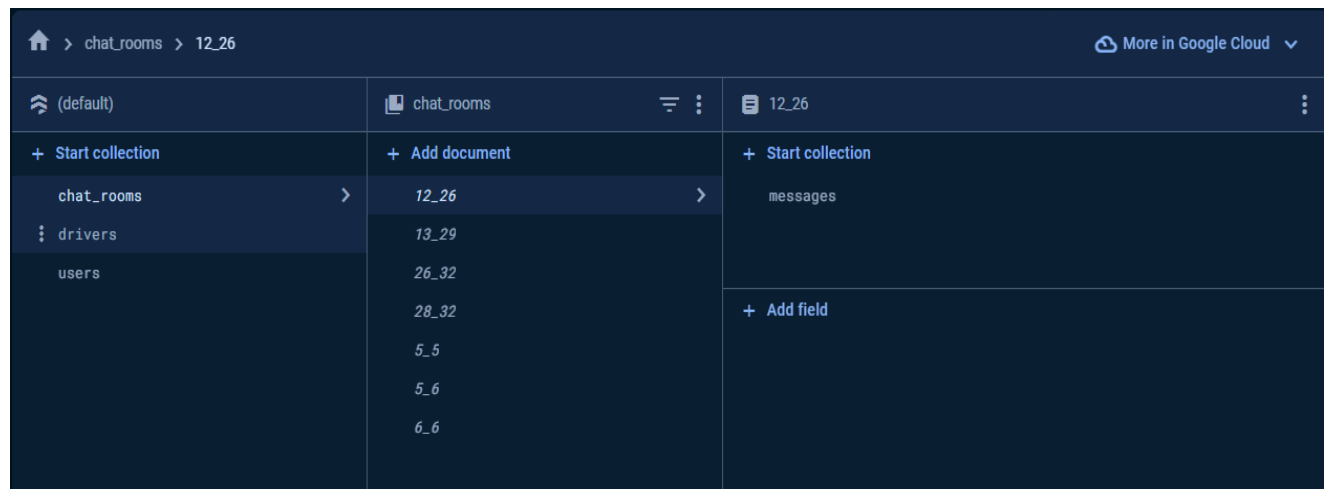 chat_rooms > 12_26
More in Google Cloud
(default)
chat_rooms
12_26
+ Start collection
+ Add document
+ Start collection
chat_rooms
12_26
messages
drivers
13_29
users
26_32
28_32
+ Add field
5_5
5_6
6_6